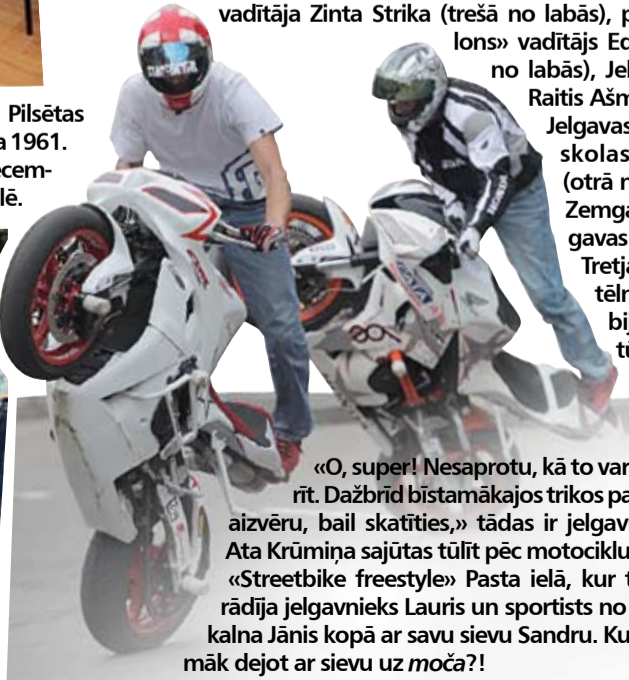 vadītāja Zinta Strika (trešā no labās), p
lons» vadītājs Ed
no labās), Jel
Raitis Ašm
Jelgavas
skolas
(otrā n
Zemga
gavas
Tretja
tēln
bij
tū
Pilsētas
a 1961.
ecem-
lē.
«O, super! Nesaprotu, kā to var
rīt. Dažbrīd bīstamākajos trikos pa
aizvēru, bail skatīties,» tādas ir jelgav
Ata Krūmiņa sajūtas tūlīt pēc motociklu
«Streetbike freestyle» Pasta ielā, kur t
rādīja jelgavnieks Lauris un sportists no
kalna Jānis kopā ar savu sievu Sandru. Ku
māk dejot ar sievu uz moča?!